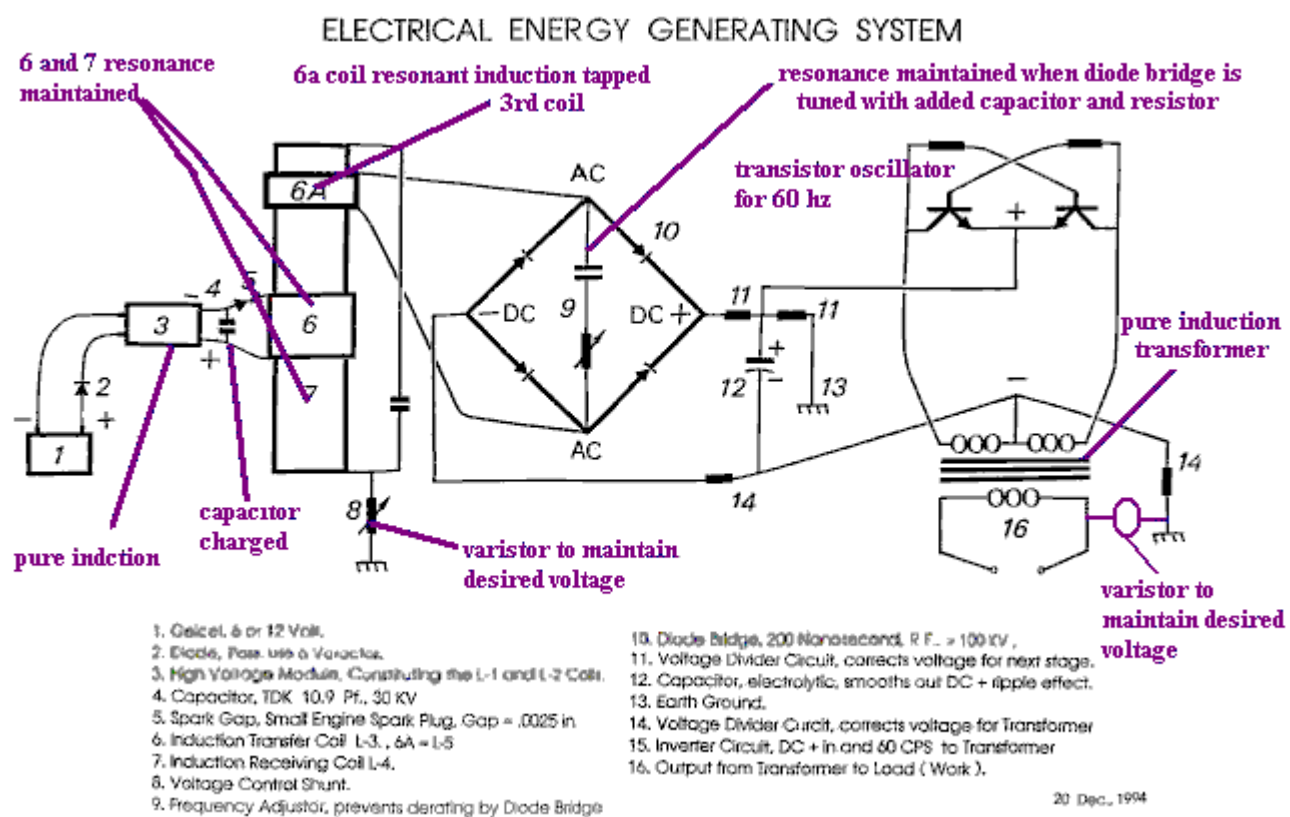 ELECTRICAL ENERGY GENERATING SYSTEM
6 and 7 resonance
maintained
6a coil resonant induction tapped
3rd coil
resonance maintained when diode bridge is
tuned with added capacitor and resistor
transistor oscillator
for 60 hz
6A
AC
10
+
4
5
3
6
9
- DC
DC +
11
11
pure induction
transformer
2
7
+
12
-
13
-
+
1
AC
14
14
8
16
capacitor
charged
pure indction
varistor to maintain
desired voltage
varistor to
maintain desired
voltage
1. Gelcel, 6 or 12 Volt.
2. Diode, Poss. use a Varactor.
3. High Voltage Module, Constituting the L-1 and L-2 Coils.
4. Capacitor, TDK 10.9 Pf., 30 KV
5. Spark Gap, Small Engine Spark Plug, Gap = .0025 in
6. Induction Transfer Coil L-3. , 6A = L-5
7. Induction Receiving Coil L-4.
8. Voltage Control Shunt.
9. Frequency Adjustor, prevents derating by Diode Bridge
10. Diode Bridge, 200 Nanosecond, R F.. > 100 KV ,
11. Voltage Divider Circuit, corrects voltage for next stage.
12. Capacitor, electrolytic, smooths out DC + ripple effect.
13. Earth Ground.
14. Voltage Divider Curcit, corrects voltage for Transformer
15. Inverter Circuit, DC + in and 60 CPS to Transformer
16. Output from Transformer to Load ( Work ).
20 Dec., 1994